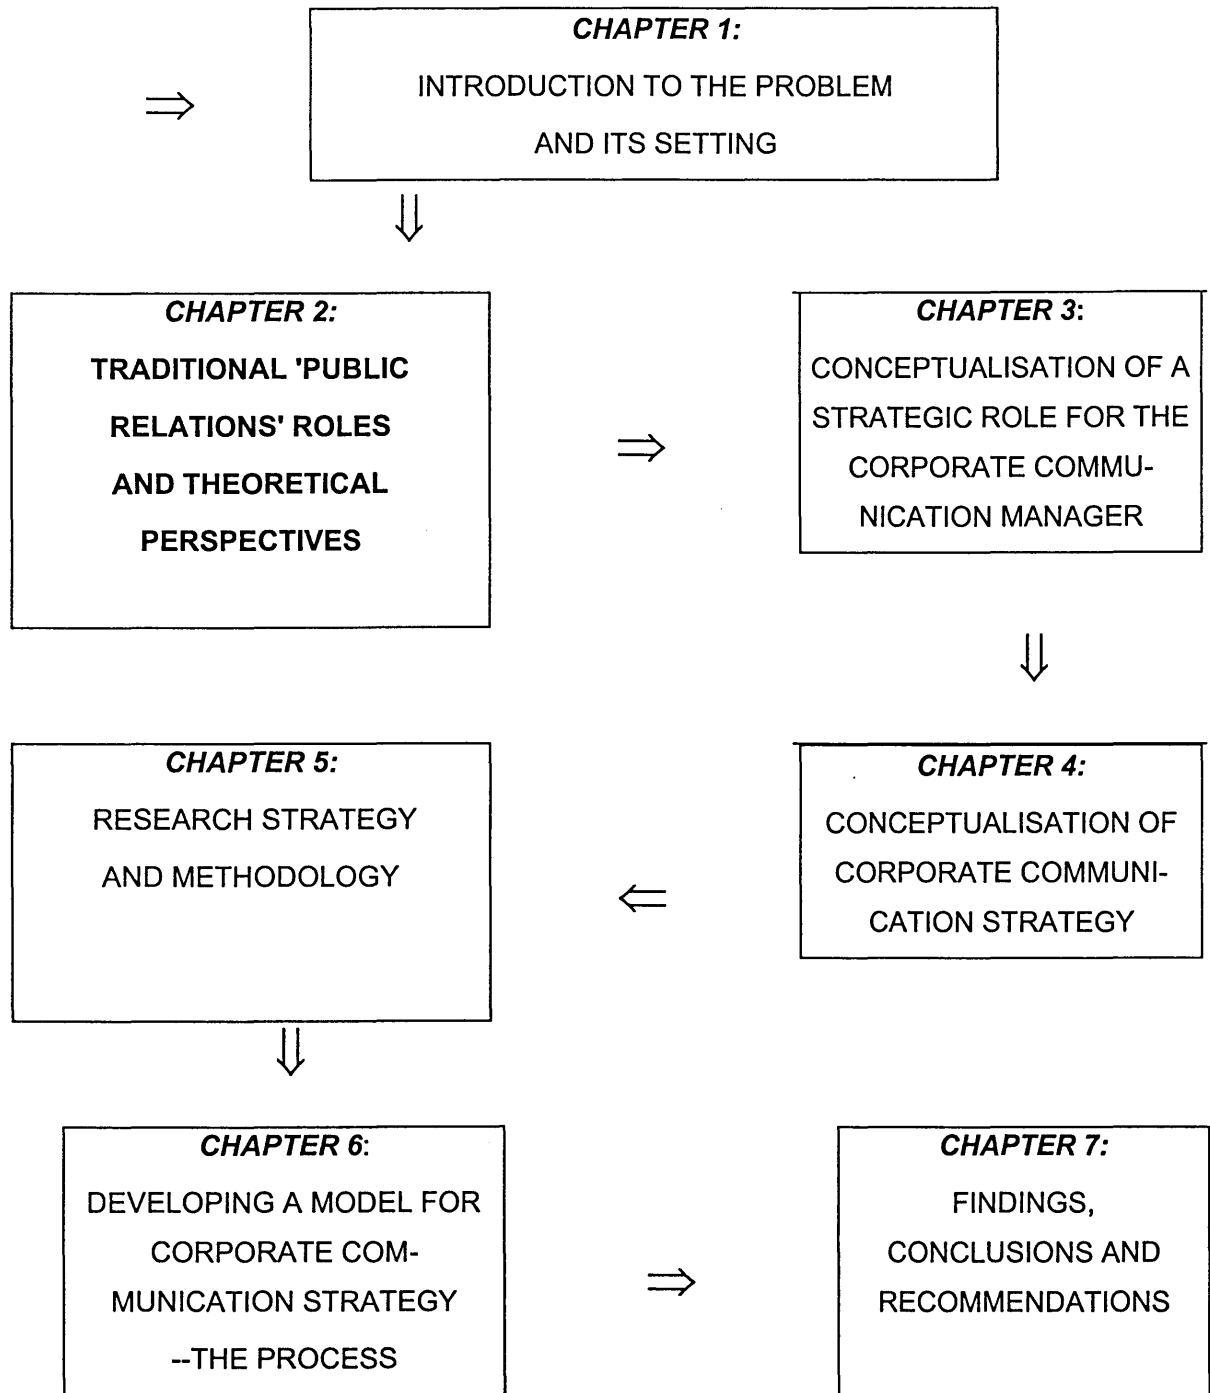 CHAPTER 1:
INTRODUCTION TO THE PROBLEM
AND ITS SETTING
CHAPTER 2:
TRADITIONAL 'PUBLIC
RELATIONS' ROLES
AND THEORETICAL
PERSPECTIVES
CHAPTER 3:
CONCEPTUALISATION OF A
STRATEGIC ROLE FOR THE
CORPORATE COMMU-
NICATION MANAGER
CHAPTER 4:
CONCEPTUALISATION OF
CORPORATE COMMUNI-
CATION STRATEGY
CHAPTER 5:
RESEARCH STRATEGY
AND METHODOLOGY
CHAPTER 6:
DEVELOPING A MODEL FOR
CORPORATE COM-
MUNICATION STRATEGY
--THE PROCESS
CHAPTER 7:
FINDINGS,
CONCLUSIONS AND
RECOMMENDATIONS